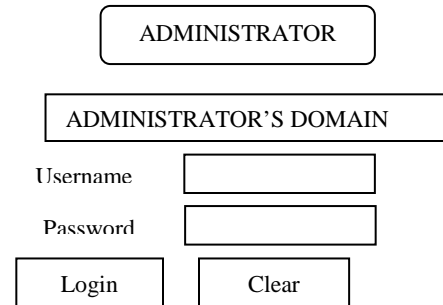 ADMINISTRATOR
ADMINISTRATOR’S DOMAIN
Username
Password
Login Clear